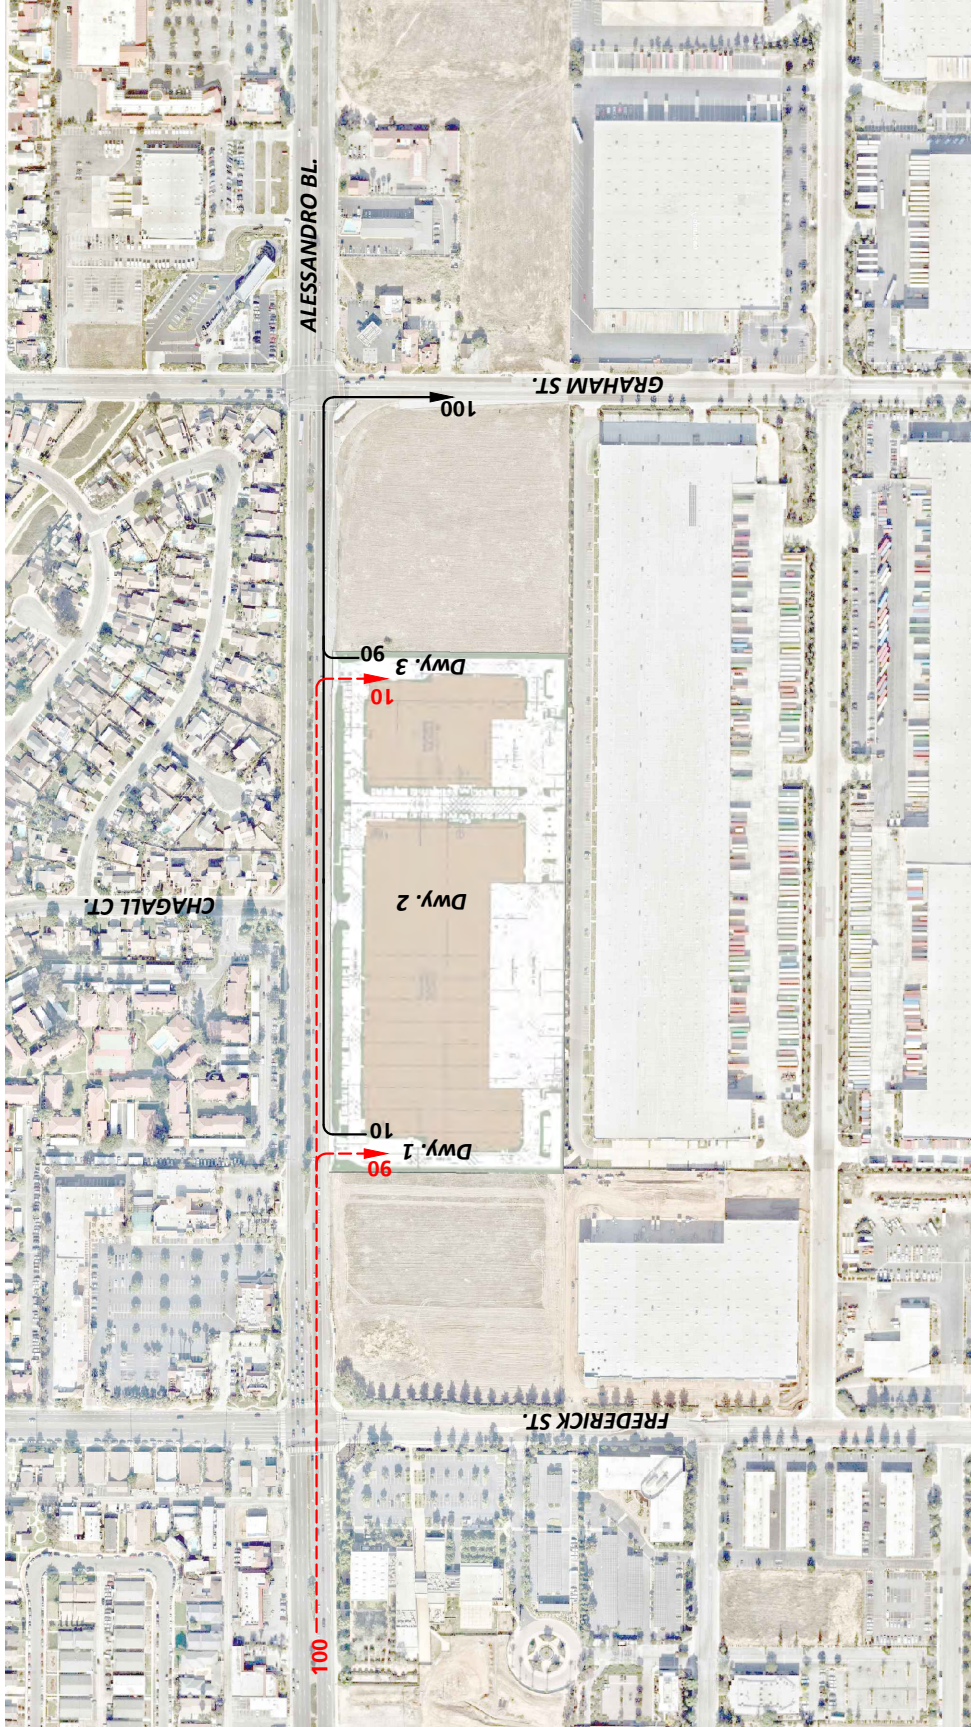 ALESSANDRO BL.
GRAHAM ST.
100
90
Dwy. 3
10
CHAGALL CT.
Dwy. 2
10
Dwy. 1
90
FREDERICK ST.
100